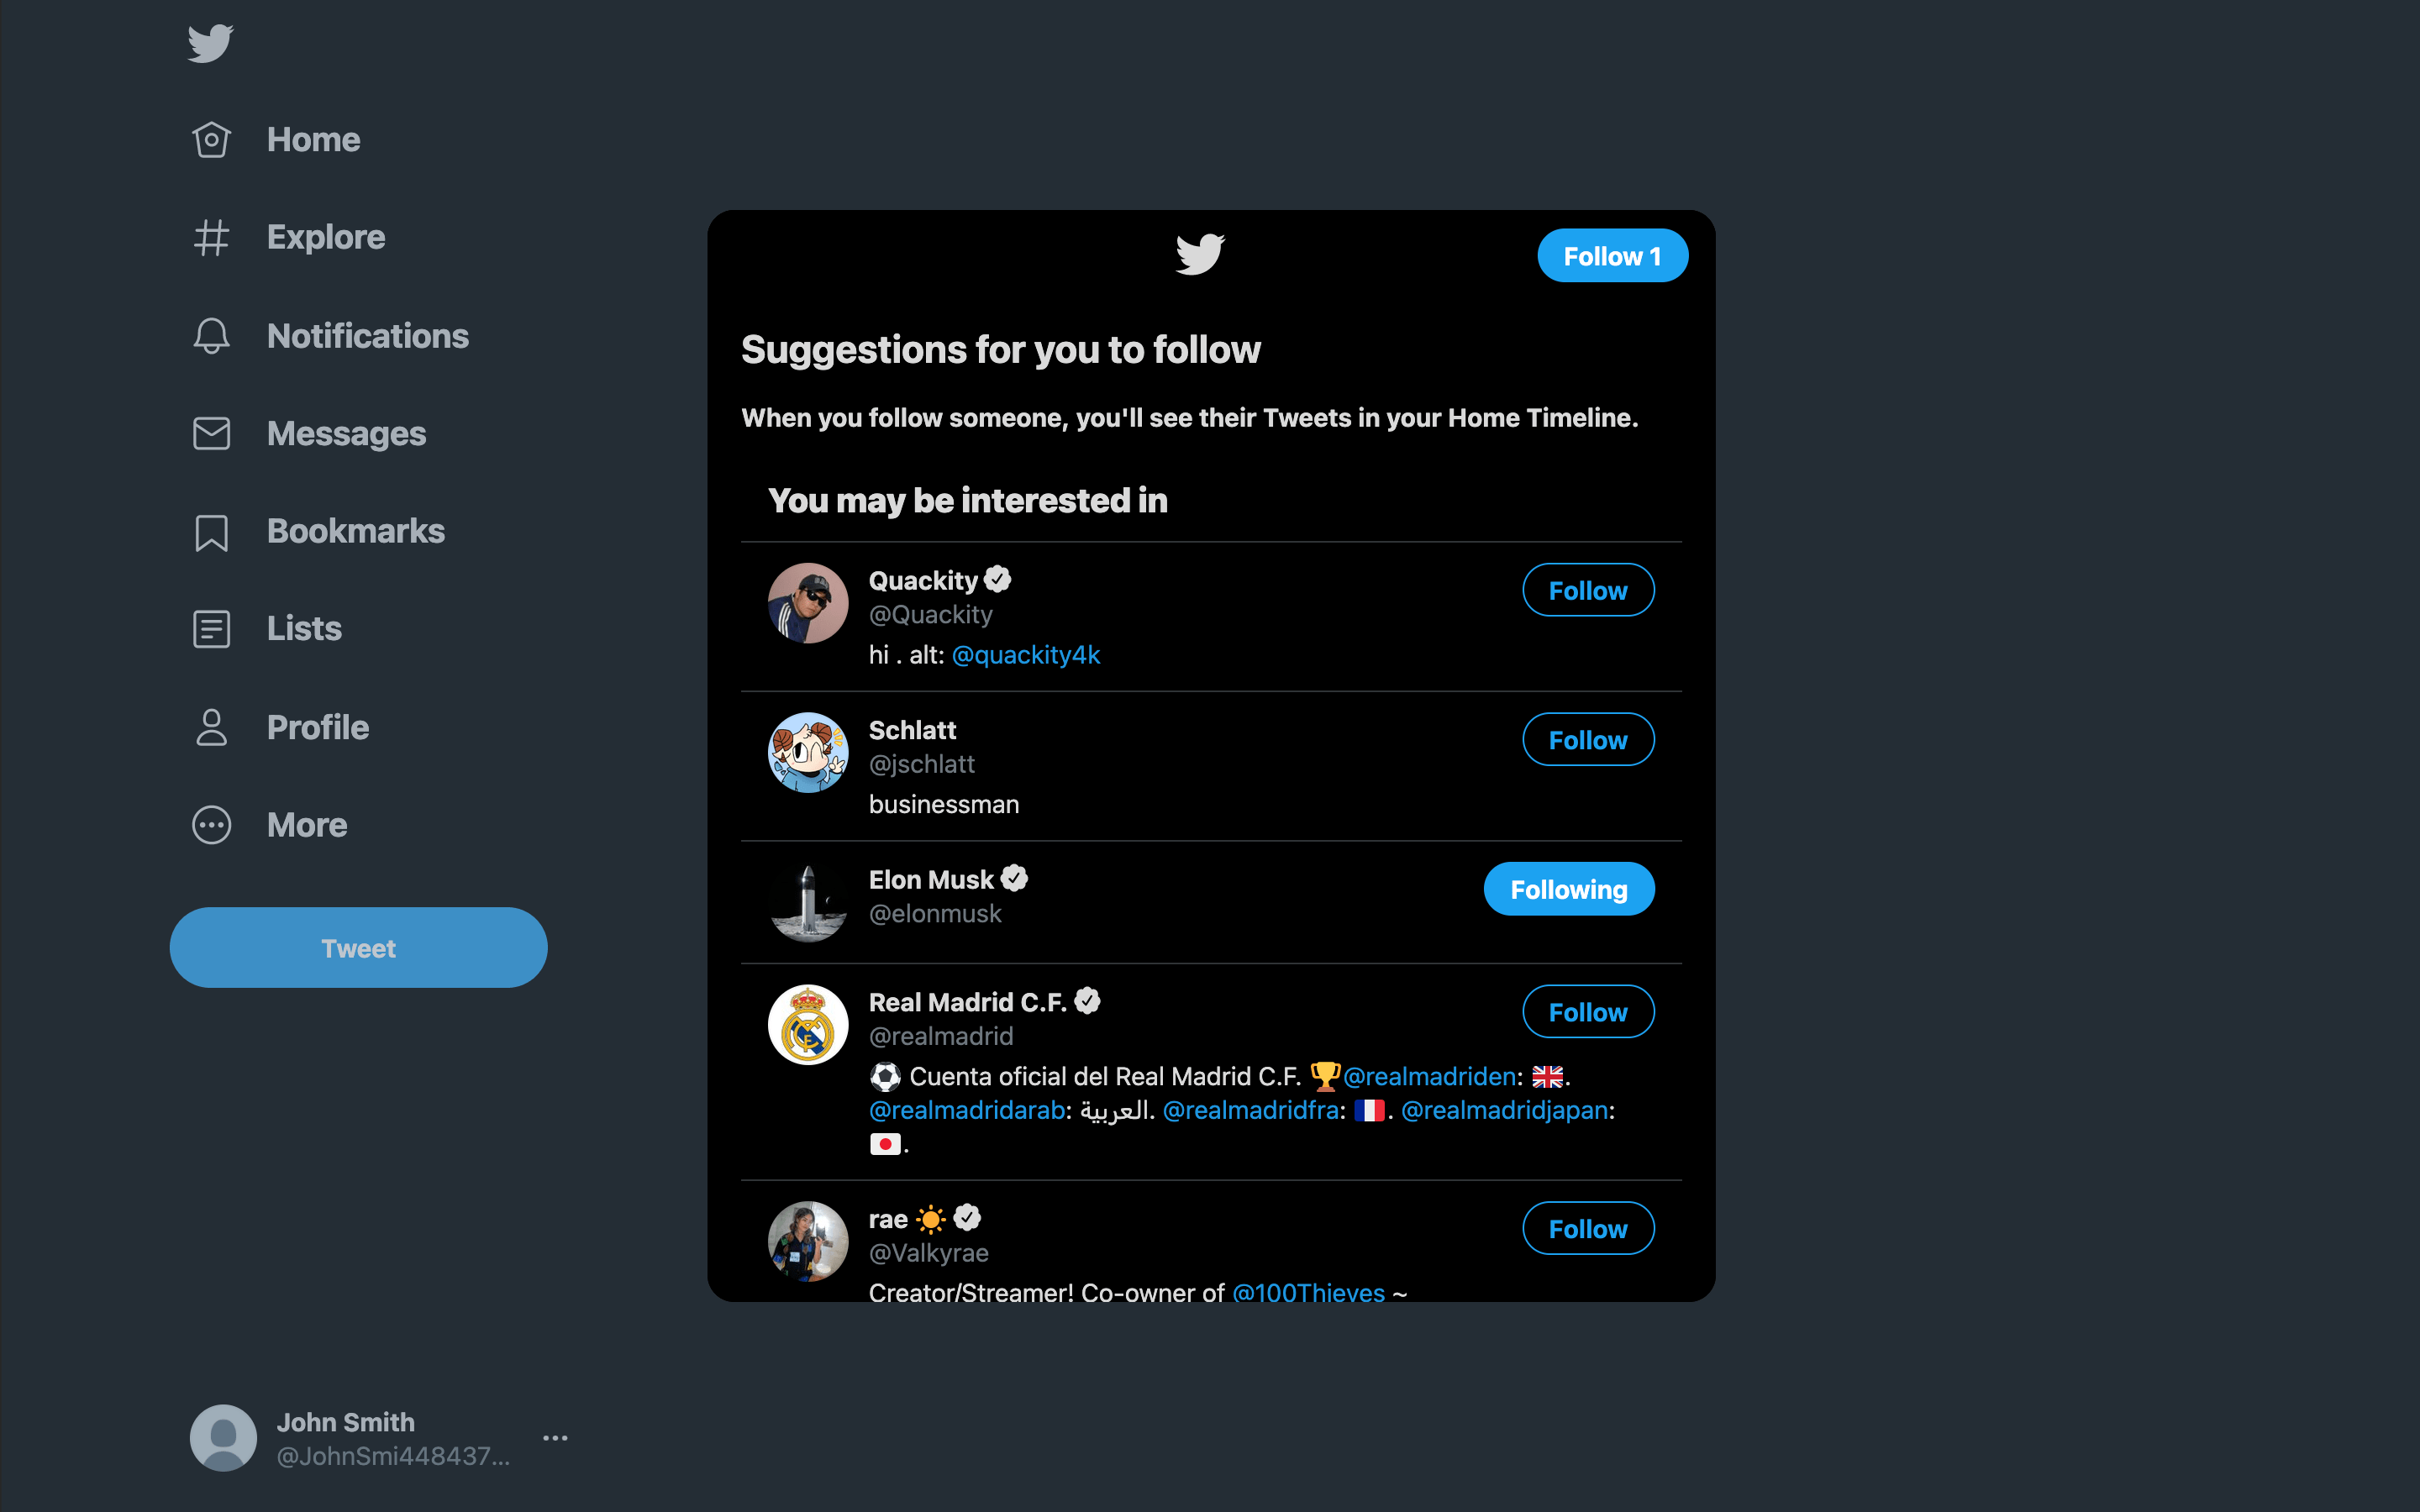 Home
Explore
Notifications
Messages
Bookmarks
Lists
Profile
More
Tweet
John Smith
@JohnSmi448437...
Follow 1
Suggestions for you to follow
When you follow someone, you'll see their Tweets in your Home Timeline.
You may be interested in
Quackity
Follow
@Quackity
hi . alt: @quackity4k
Schlatt
Follow
@jschlatt
businessman
Elon Musk
Following
@elonmusk
Real Madrid C.F.
Follow
@realmadrid
⚽ Cuenta oficial del Real Madrid C.F. 🏆@realmadriden: 🇬🇧.
@realmadridarab: العربية. @realmadridfra: 🇫🇷. @realmadridjapan:
🇯🇵.
rae ☀️
Follow
@Valkyrae
Creator/Streamer! Co-owner of @100Thieves ~